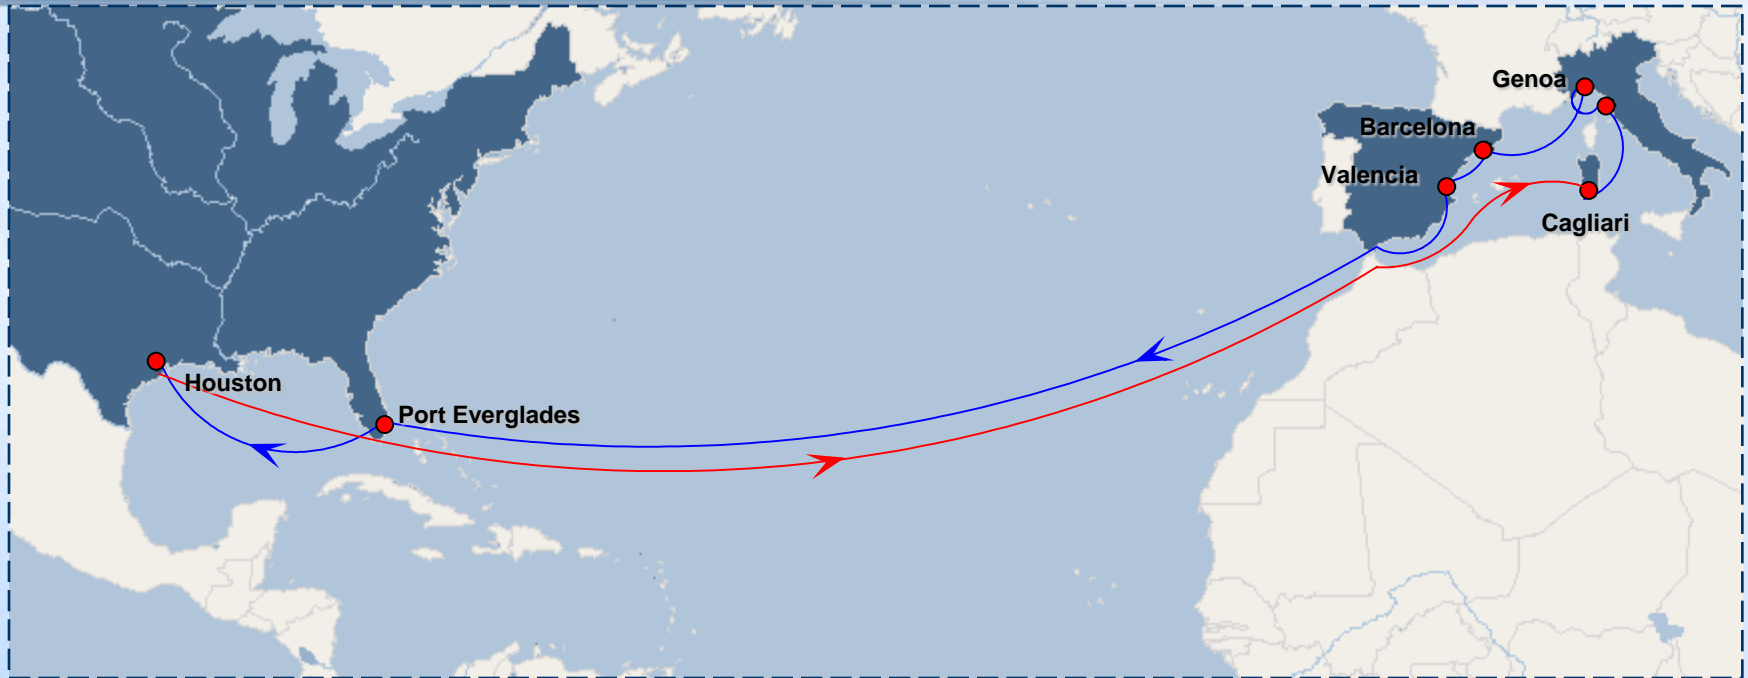 Genoa
Barcelona
Valencia
Cagliari
Houston
Port Everglades